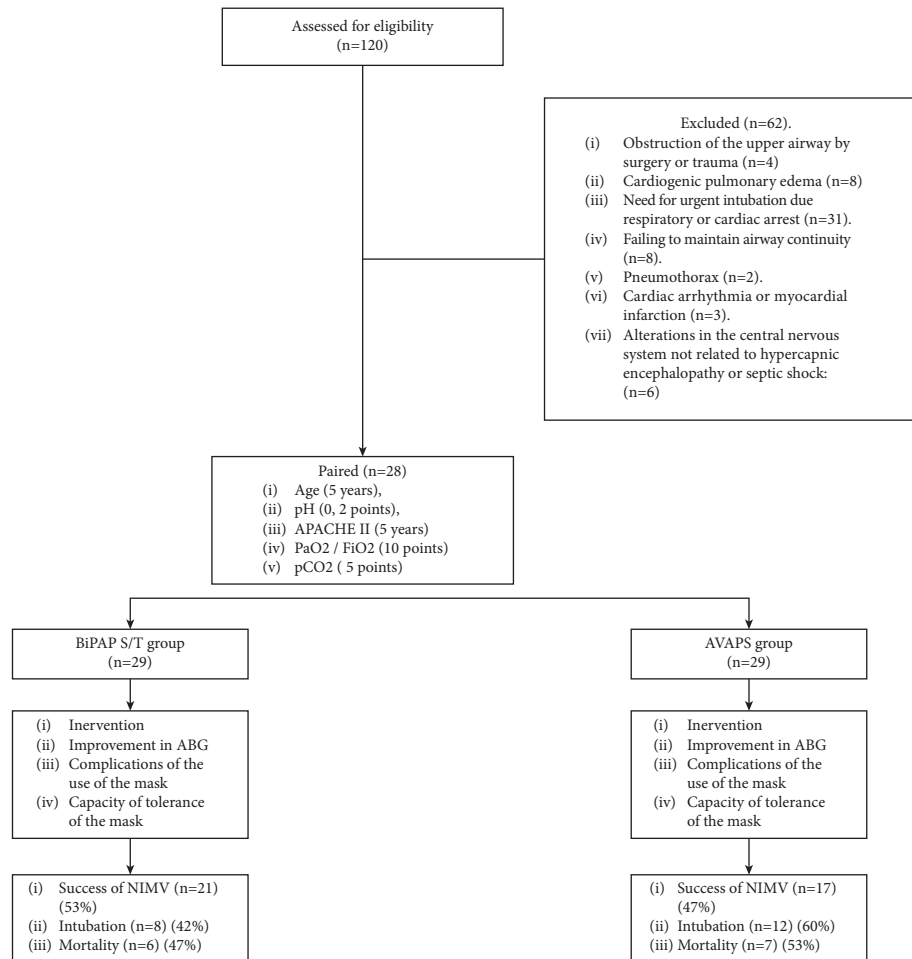 Assessed for eligibility
(n=120)
Excluded (n=62).
(i) Obstruction of the upper airway by
surgery or trauma (n=4)
(ii) Cardiogenic pulmonary edema (n=8)
(iii) Need for urgent intubation due
respiratory or cardiac arrest (n=31).
(iv) Failing to maintain airway continuity
(n=8).
(v) Pneumothorax (n=2).
(vi) Cardiac arrhythmia or myocardial
infarction (n=3).
(vii) Alterations in the central nervous
system not related to hypercapnic
encephalopathy or septic shock:
(n=6)
Paired (n=28)
(i) Age (5 years),
(ii) pH (0, 2 points),
(iii) APACHE II (5 years)
(iv) PaO2 / FiO2 (10 points)
(v) pCO2 ( 5 points)
BiPAP S/T group
(n=29)
(i) Inervention
(ii) Improvement in ABG
(iii) Complications of the
use of the mask
(iv) Capacity of tolerance
of the mask
(i) Success of NIMV (n=21)
(53%)
(ii) Intubation (n=8) (42%)
(iii) Mortality (n=6) (47%)
AVAPS group
(n=29)
(i) Inervention
(ii) Improvement in ABG
(iii) Complications of the
use of the mask
(iv) Capacity of tolerance
of the mask
(i) Success of NIMV (n=17)
(47%)
(ii) Intubation (n=12) (60%)
(iii) Mortality (n=7) (53%)